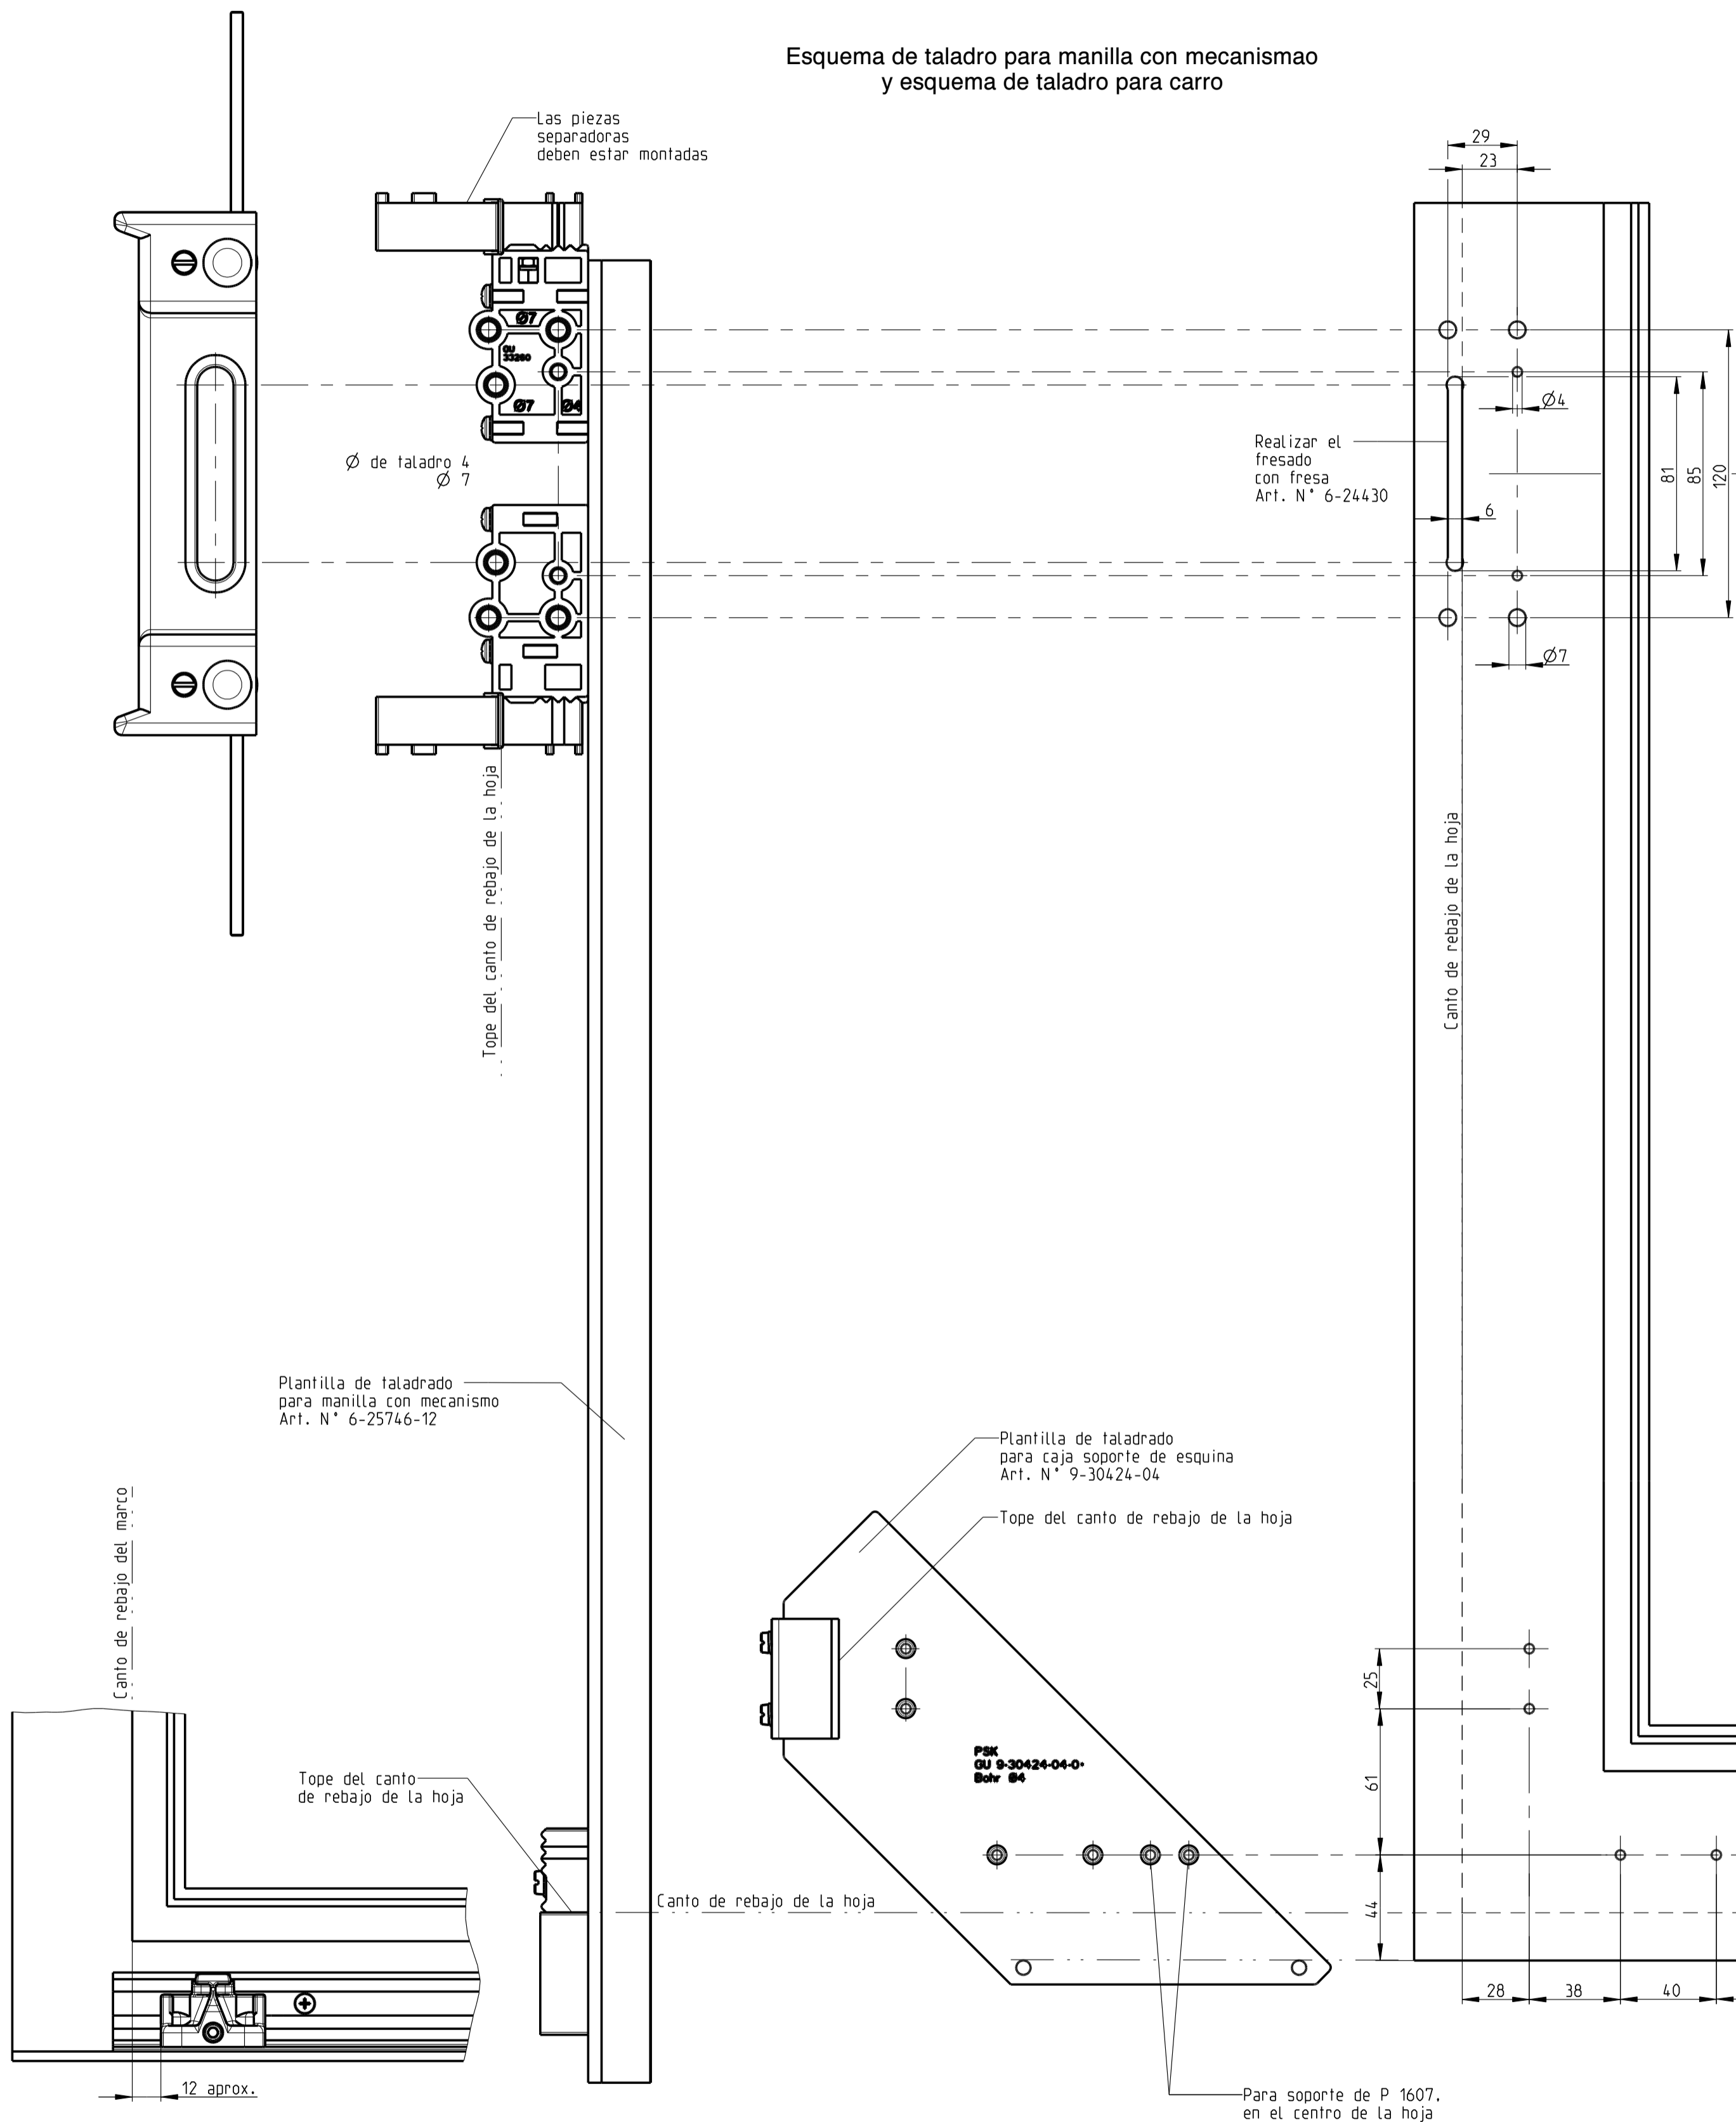 Esquema de taladro para manilla con mecanismao
y esquema de taladro para carro
Las piezas
separadoras
deben estar montadas
29
23
Ø7
GU
33260
Ø7
Ø4
Ø de taladro 4
Ø 7
Ø4
Realizar el
fresado
con fresa
Art. N° 6-24430
81
85
120
6
Ø7
Tope del canto de rebajo de la hoja
Canto de rebajo de la hoja
Plantilla de taladrado
para manilla con mecanismo
Art. N° 6-25746-12
Plantilla de taladrado
para caja soporte de esquina
Art. N° 9-30424-04
Tope del canto de rebajo de la hoja
Canto de rebajo del marco
25
PSK
GU 9-30424-04-0
Bohr Ø4
Tope del canto
de rebajo de la hoja
61
Canto de rebajo de la hoja
44
28
38
40
12 aprox.
Para soporte de P 1607.
en el centro de la hoja